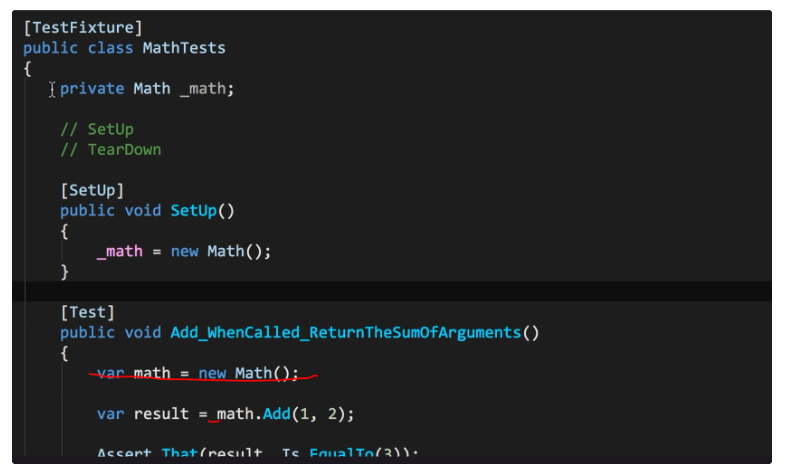 [TestFixture]
public class MathTests
{
private Math _math;
// SetUp
// TearDown
[SetUp]
public void SetUp()
{
_math = new Math();
}
[Test]
public void Add_WhenCalled_ReturnTheSumOfArguments()
{
var math = new Math();
var result = math.Add(1, 2);
Assert.That(result, Is.EqualTo(3));